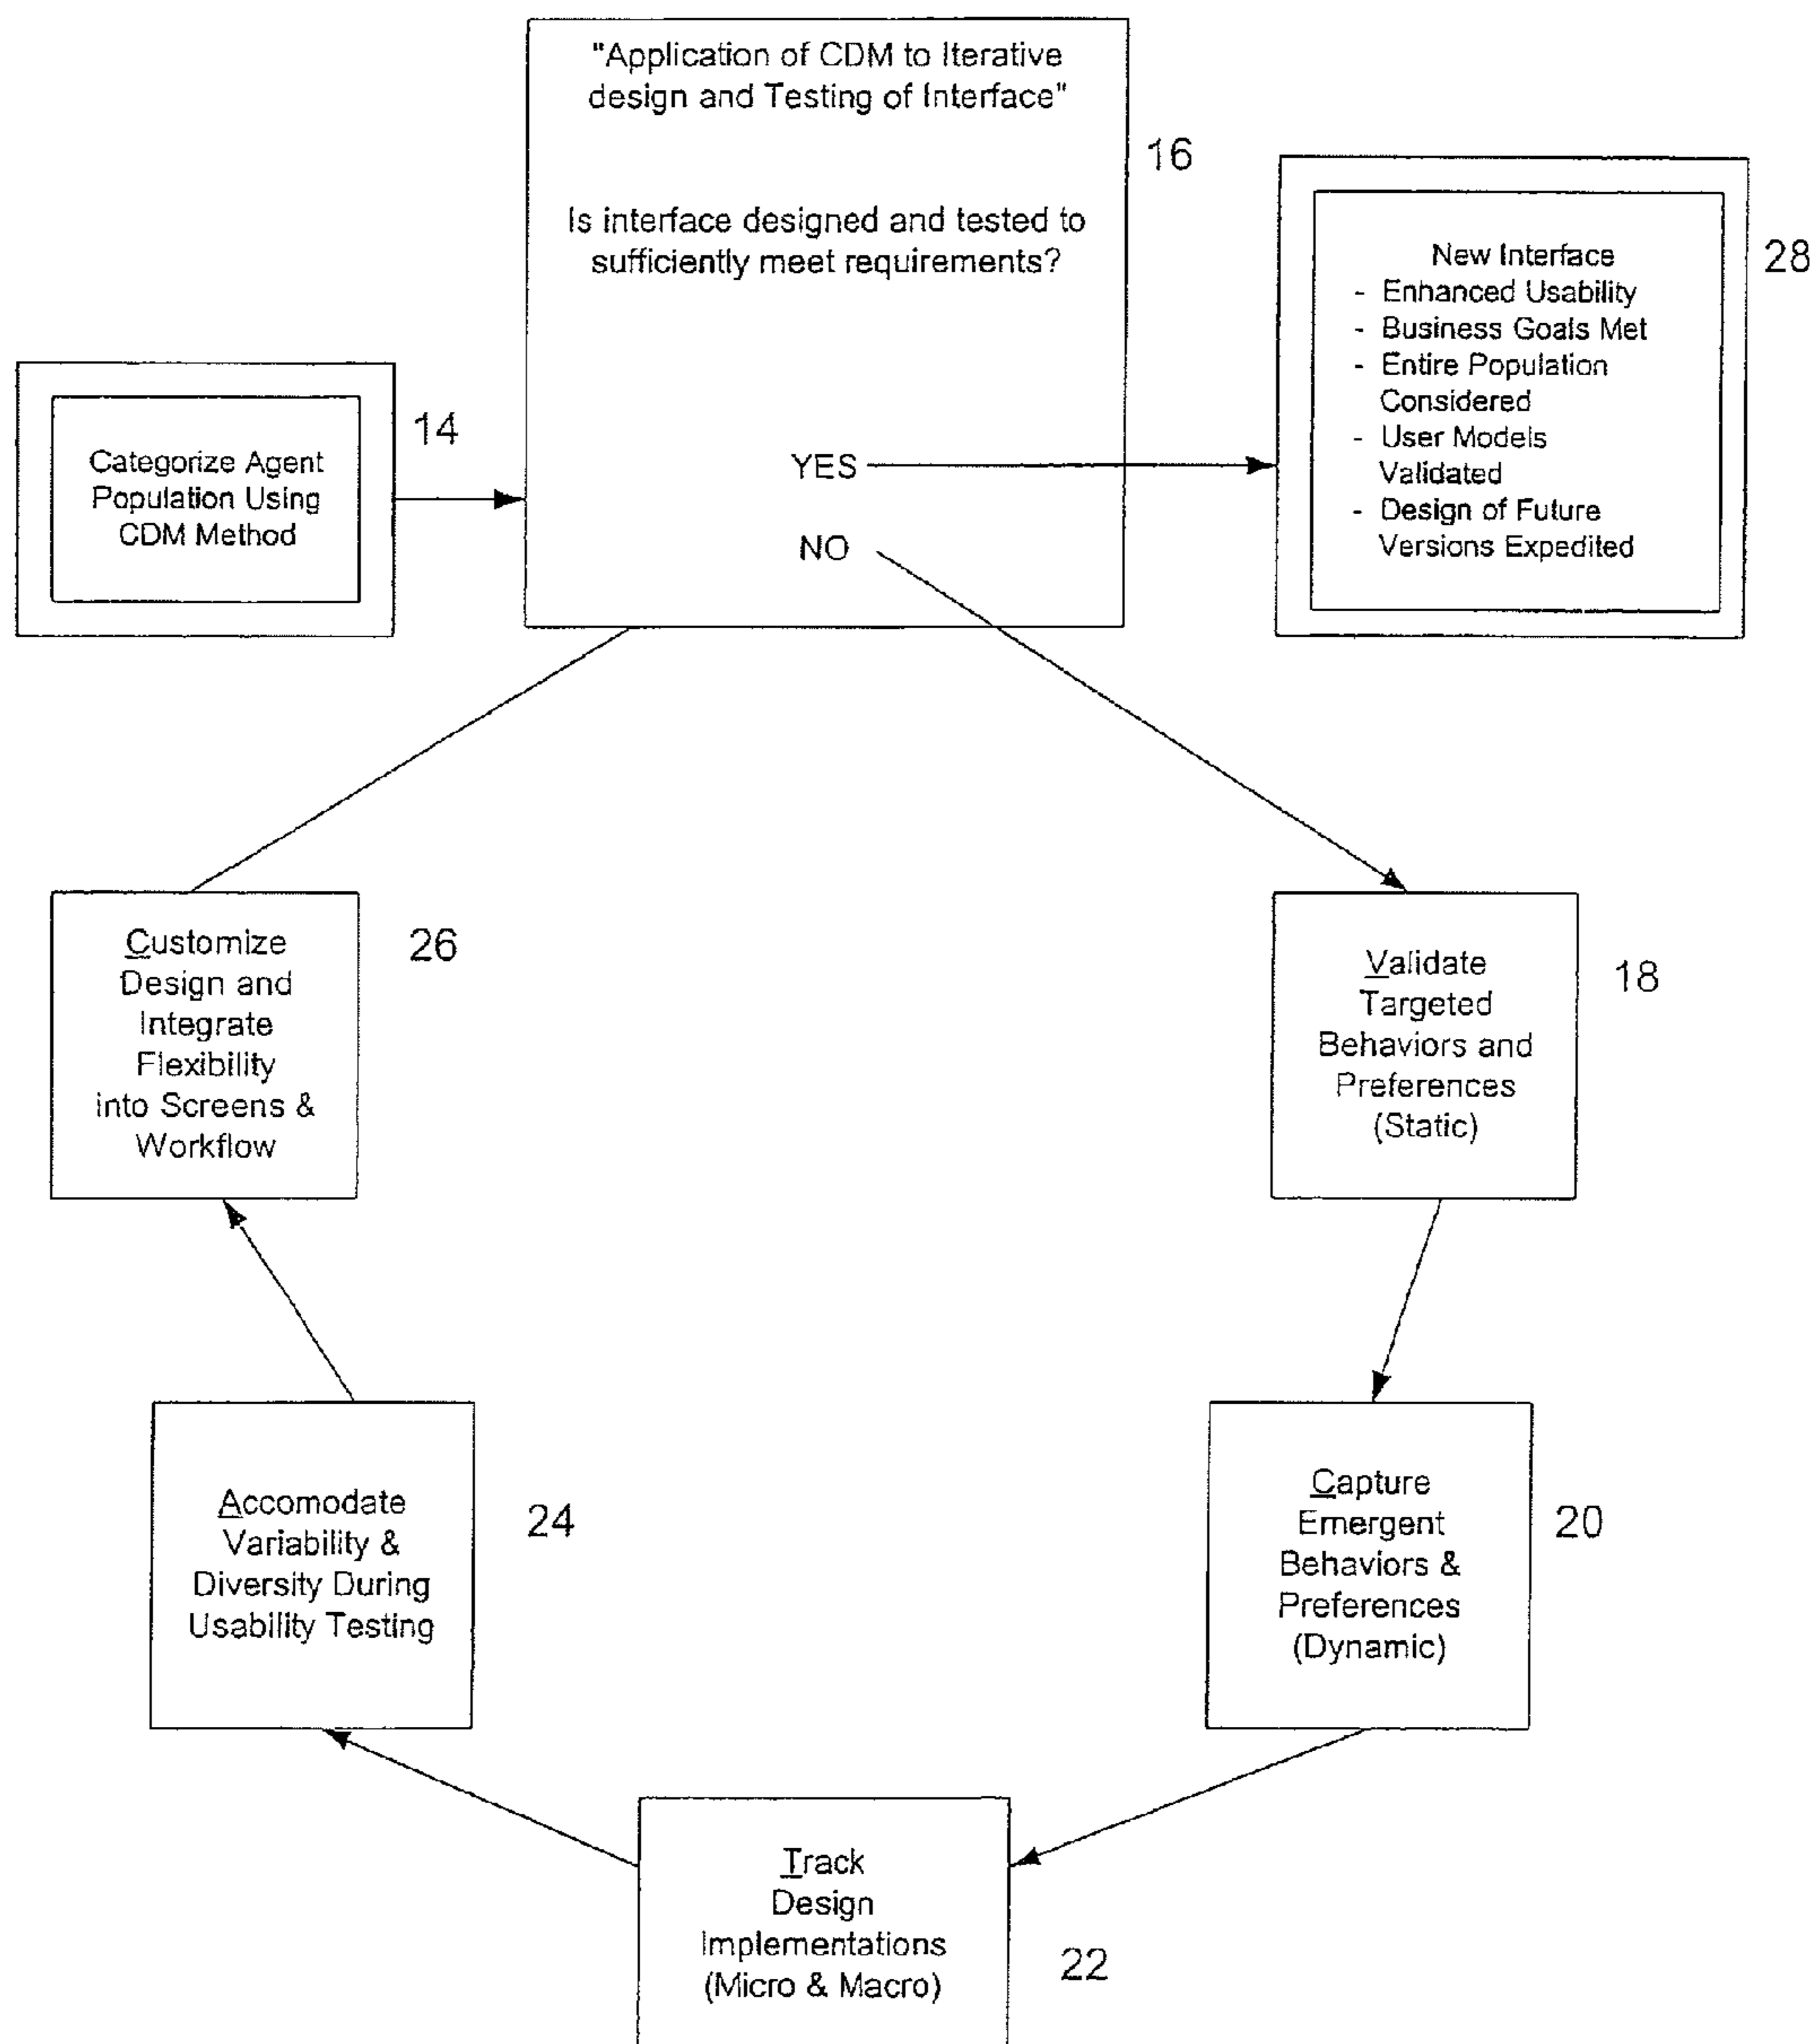 "Application of CDM to Iterative
design and Testing of Interface"
Is interface designed and tested to
sufficiently meet requirements?
YES
NO
16
New Interface
- Enhanced Usability
- Business Goals Met
- Entire Population
Considered
- User Models
Validated
- Design of Future
Versions Expedited
28
Categorize Agent
Population Using
CDM Method
14
Validate
Targeted
Behaviors and
Preferences
(Static)
18
Capture
Emergent
Behaviors &
Preferences
(Dynamic)
20
Track
Design
Implementations
(Micro & Macro)
22
Accomodate
Variability &
Diversity During
Usability Testing
24
Customize
Design and
Integrate
Flexibility
into Screens &
Workflow
26